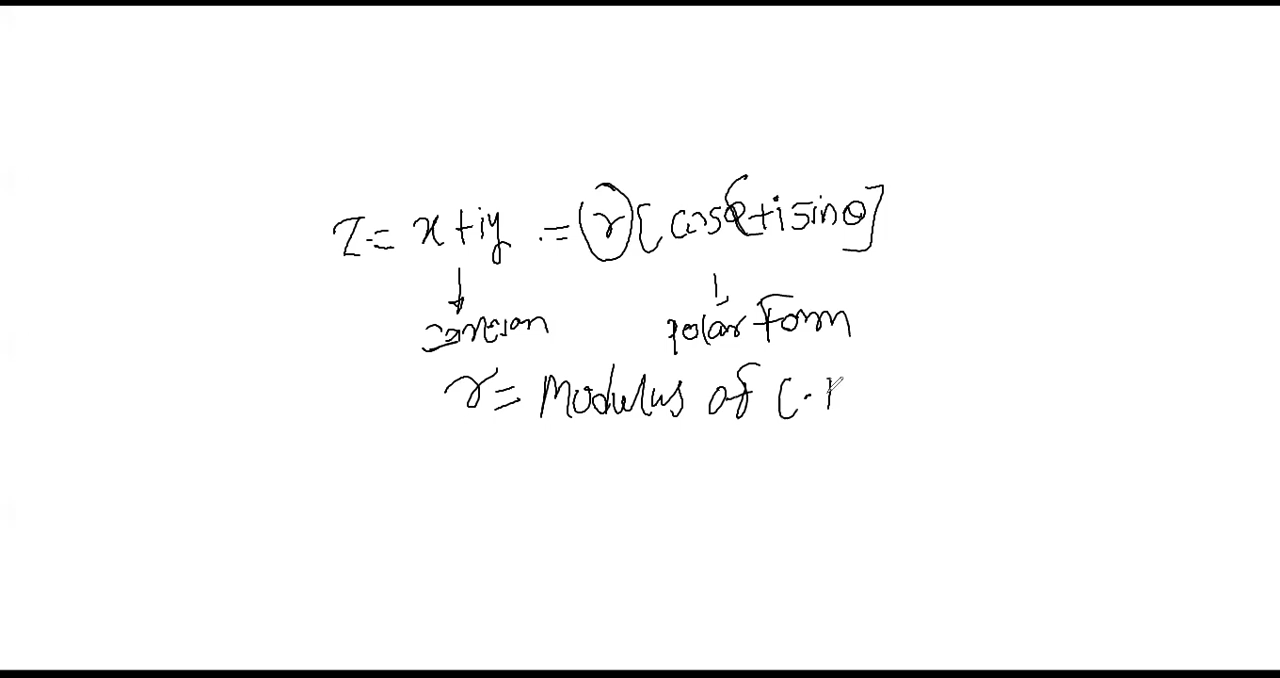 z = x + iy = r [cosθ + i sinθ]
cartesian polar Form
r = Modulus of C.